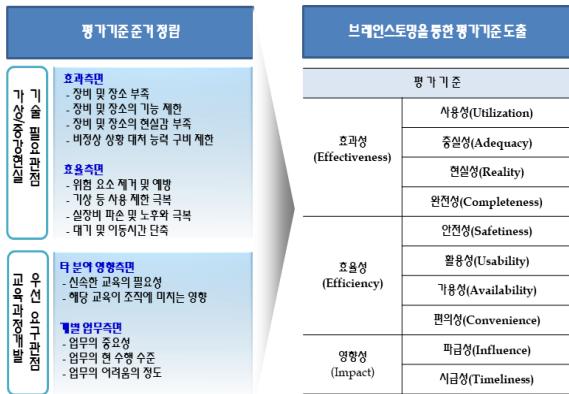 평가기준 준거 정립
가상/증강현실
기술 필요관점
효과측면
- 장비 및 장소 부족
- 장비 및 장소의 기능 제한
- 장비 및 장소의 현실감 부족
- 비정상 상황 대처 능력 구비 제한
효율측면
- 위험 요소 제거 및 예방
- 기상 등 사용 제한 극복
- 실장비 파손 및 노후화 극복
- 대기 및 이동시간 단축
교육과정개발
우선 요구관점
타 분야 영향측면
- 신속한 교육의 필요성
- 해당 교육이 조직에 미치는 영향
개별 업무측면
- 업무의 중요성
- 업무의 현 수행 수준
- 업무의 어려움의 정도
브레인스토밍을 통한 평가기준 도출
평가기준
효과성
(Effectiveness)
사용성(Utilization)
충실성(Adequacy)
현실성(Reality)
완전성(Completeness)
효율성
(Efficiency)
안전성(Safetiness)
활용성(Usability)
가용성(Availability)
편의성(Convenience)
영향성
(Impact)
파급성(Influence)
시급성(Timeliness)